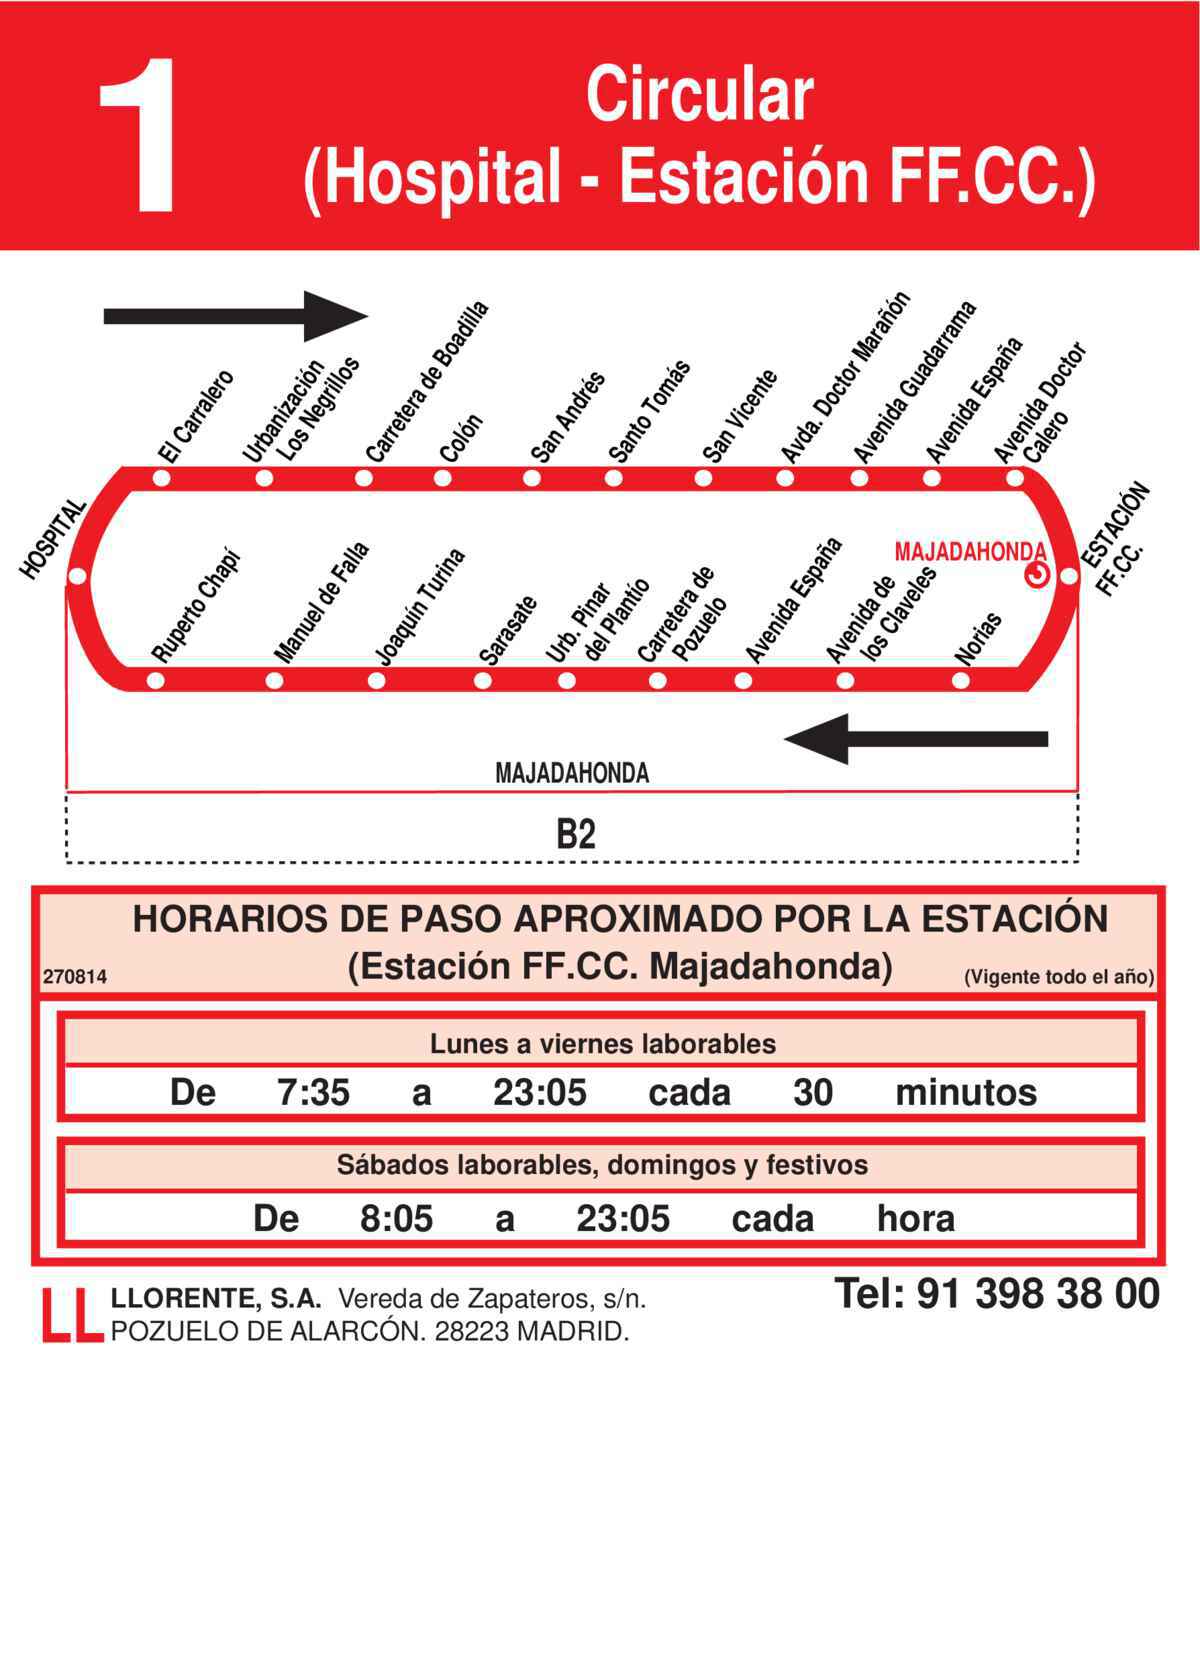 1
Circular
(Hospital - Estación FF.CC.)
El Carralero
Urbanización
Los Negrillos
Carretera de Boadilla
Colón
San Andrés
Santo Tomás
San Vicente
Avda. Doctor Marañón
Avenida Guadarrama
Avenida España
Avenida Doctor
Calero
HOSPITAL
MAJADAHONDA
ESTACIÓN
FF.CC.
Ruperto Chapí
Manuel de Falla
Joaquín Turina
Sarasate
Urb. Pinar
del Plantío
Carretera de
Pozuelo
Avenida España
Avenida de
los Claveles
Norias
MAJADAHONDA
B2
HORARIOS DE PASO APROXIMADO POR LA ESTACIÓN
(Estación FF.CC. Majadahonda)
270814
(Vigente todo el año)
Lunes a viernes laborables
De 7:35 a 23:05 cada 30 minutos
Sábados laborables, domingos y festivos
De 8:05 a 23:05 cada hora
LL
LLORENTE, S.A. Vereda de Zapateros, s/n.
POZUELO DE ALARCÓN. 28223 MADRID.
Tel: 91 398 38 00